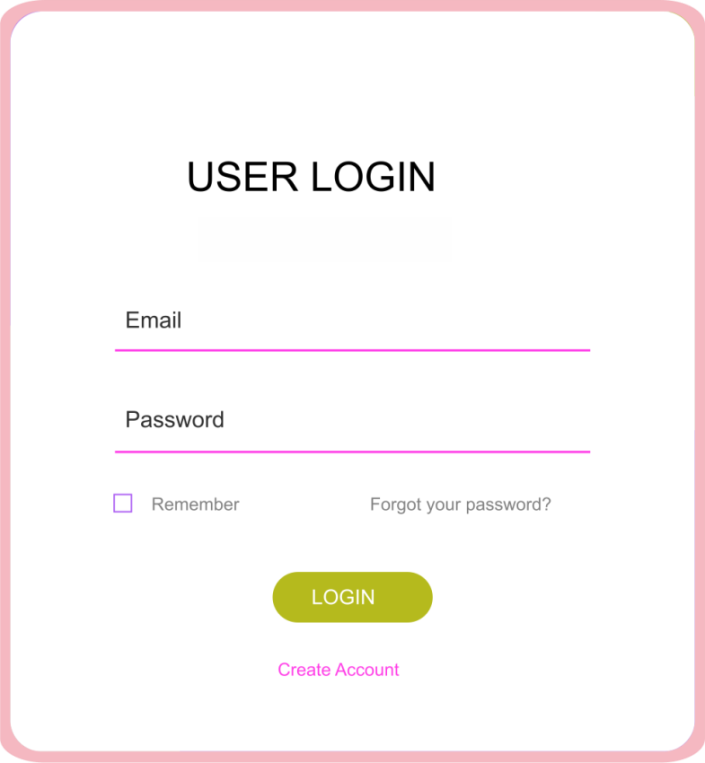 USER LOGIN
Email
Password
Remember Forgot your password?
LOGIN
Create Account